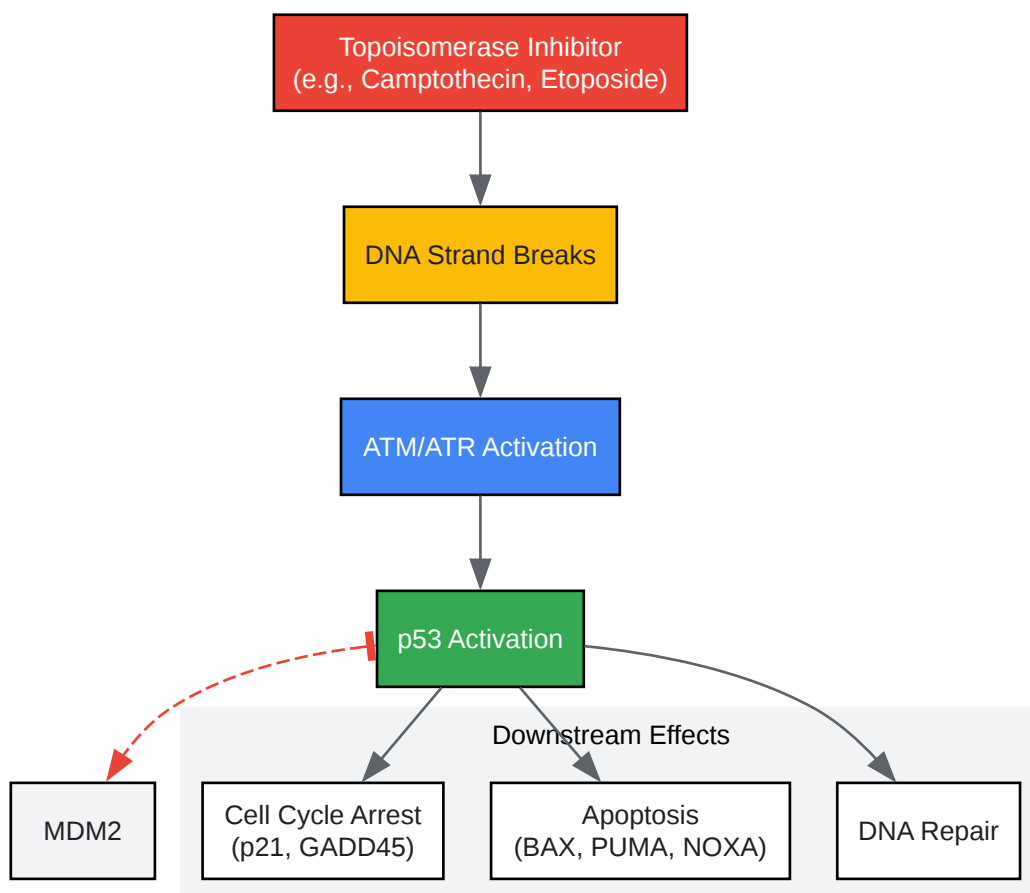 Topoisomerase Inhibitor
(e.g., Camptothecin, Etoposide)
DNA Strand Breaks
ATM/ATR Activation
p53 Activation
Downstream Effects
MDM2
Cell Cycle Arrest
(p21, GADD45)
Apoptosis
(BAX, PUMA, NOXA)
DNA Repair